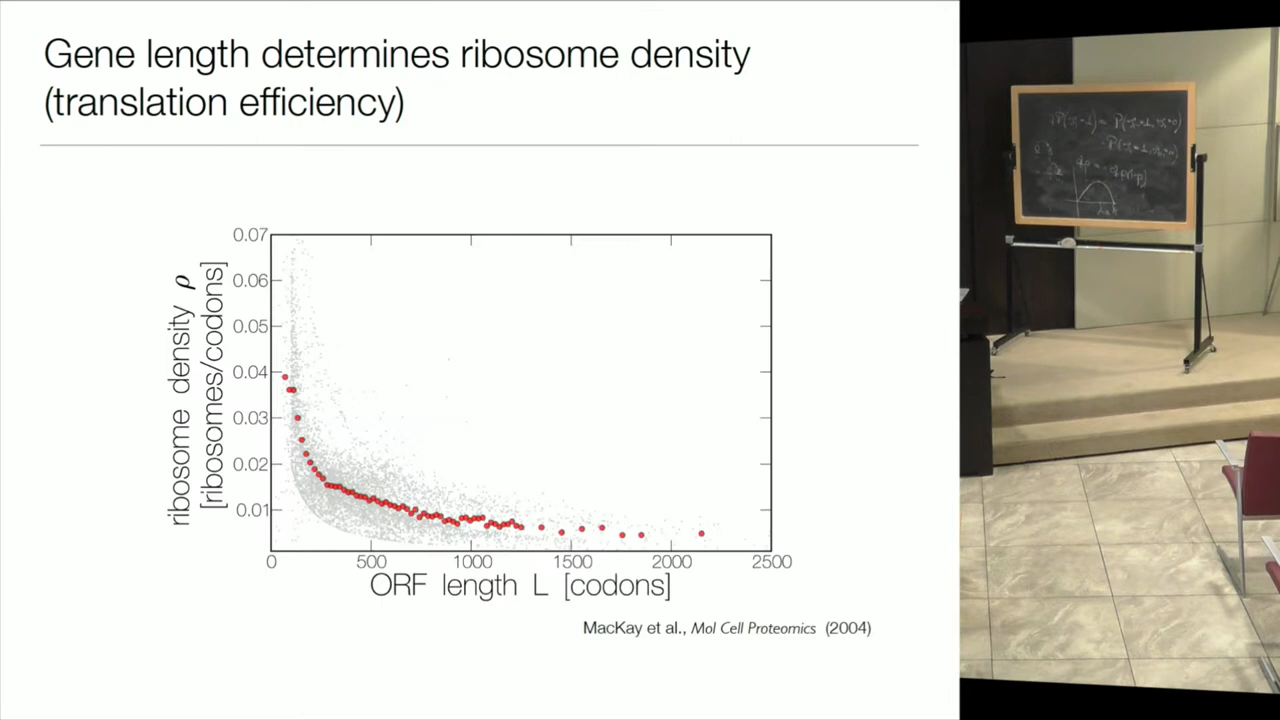 Gene length determines ribosome density
(translation efficiency)
0.07
0.06
0.05
0.04
0.03
0.02
0.01
ribosome density ρ
[ribosomes/codons]
0
500
1000
1500
2000
2500
ORF length L [codons]
MacKay et al., Mol Cell Proteomics (2004)